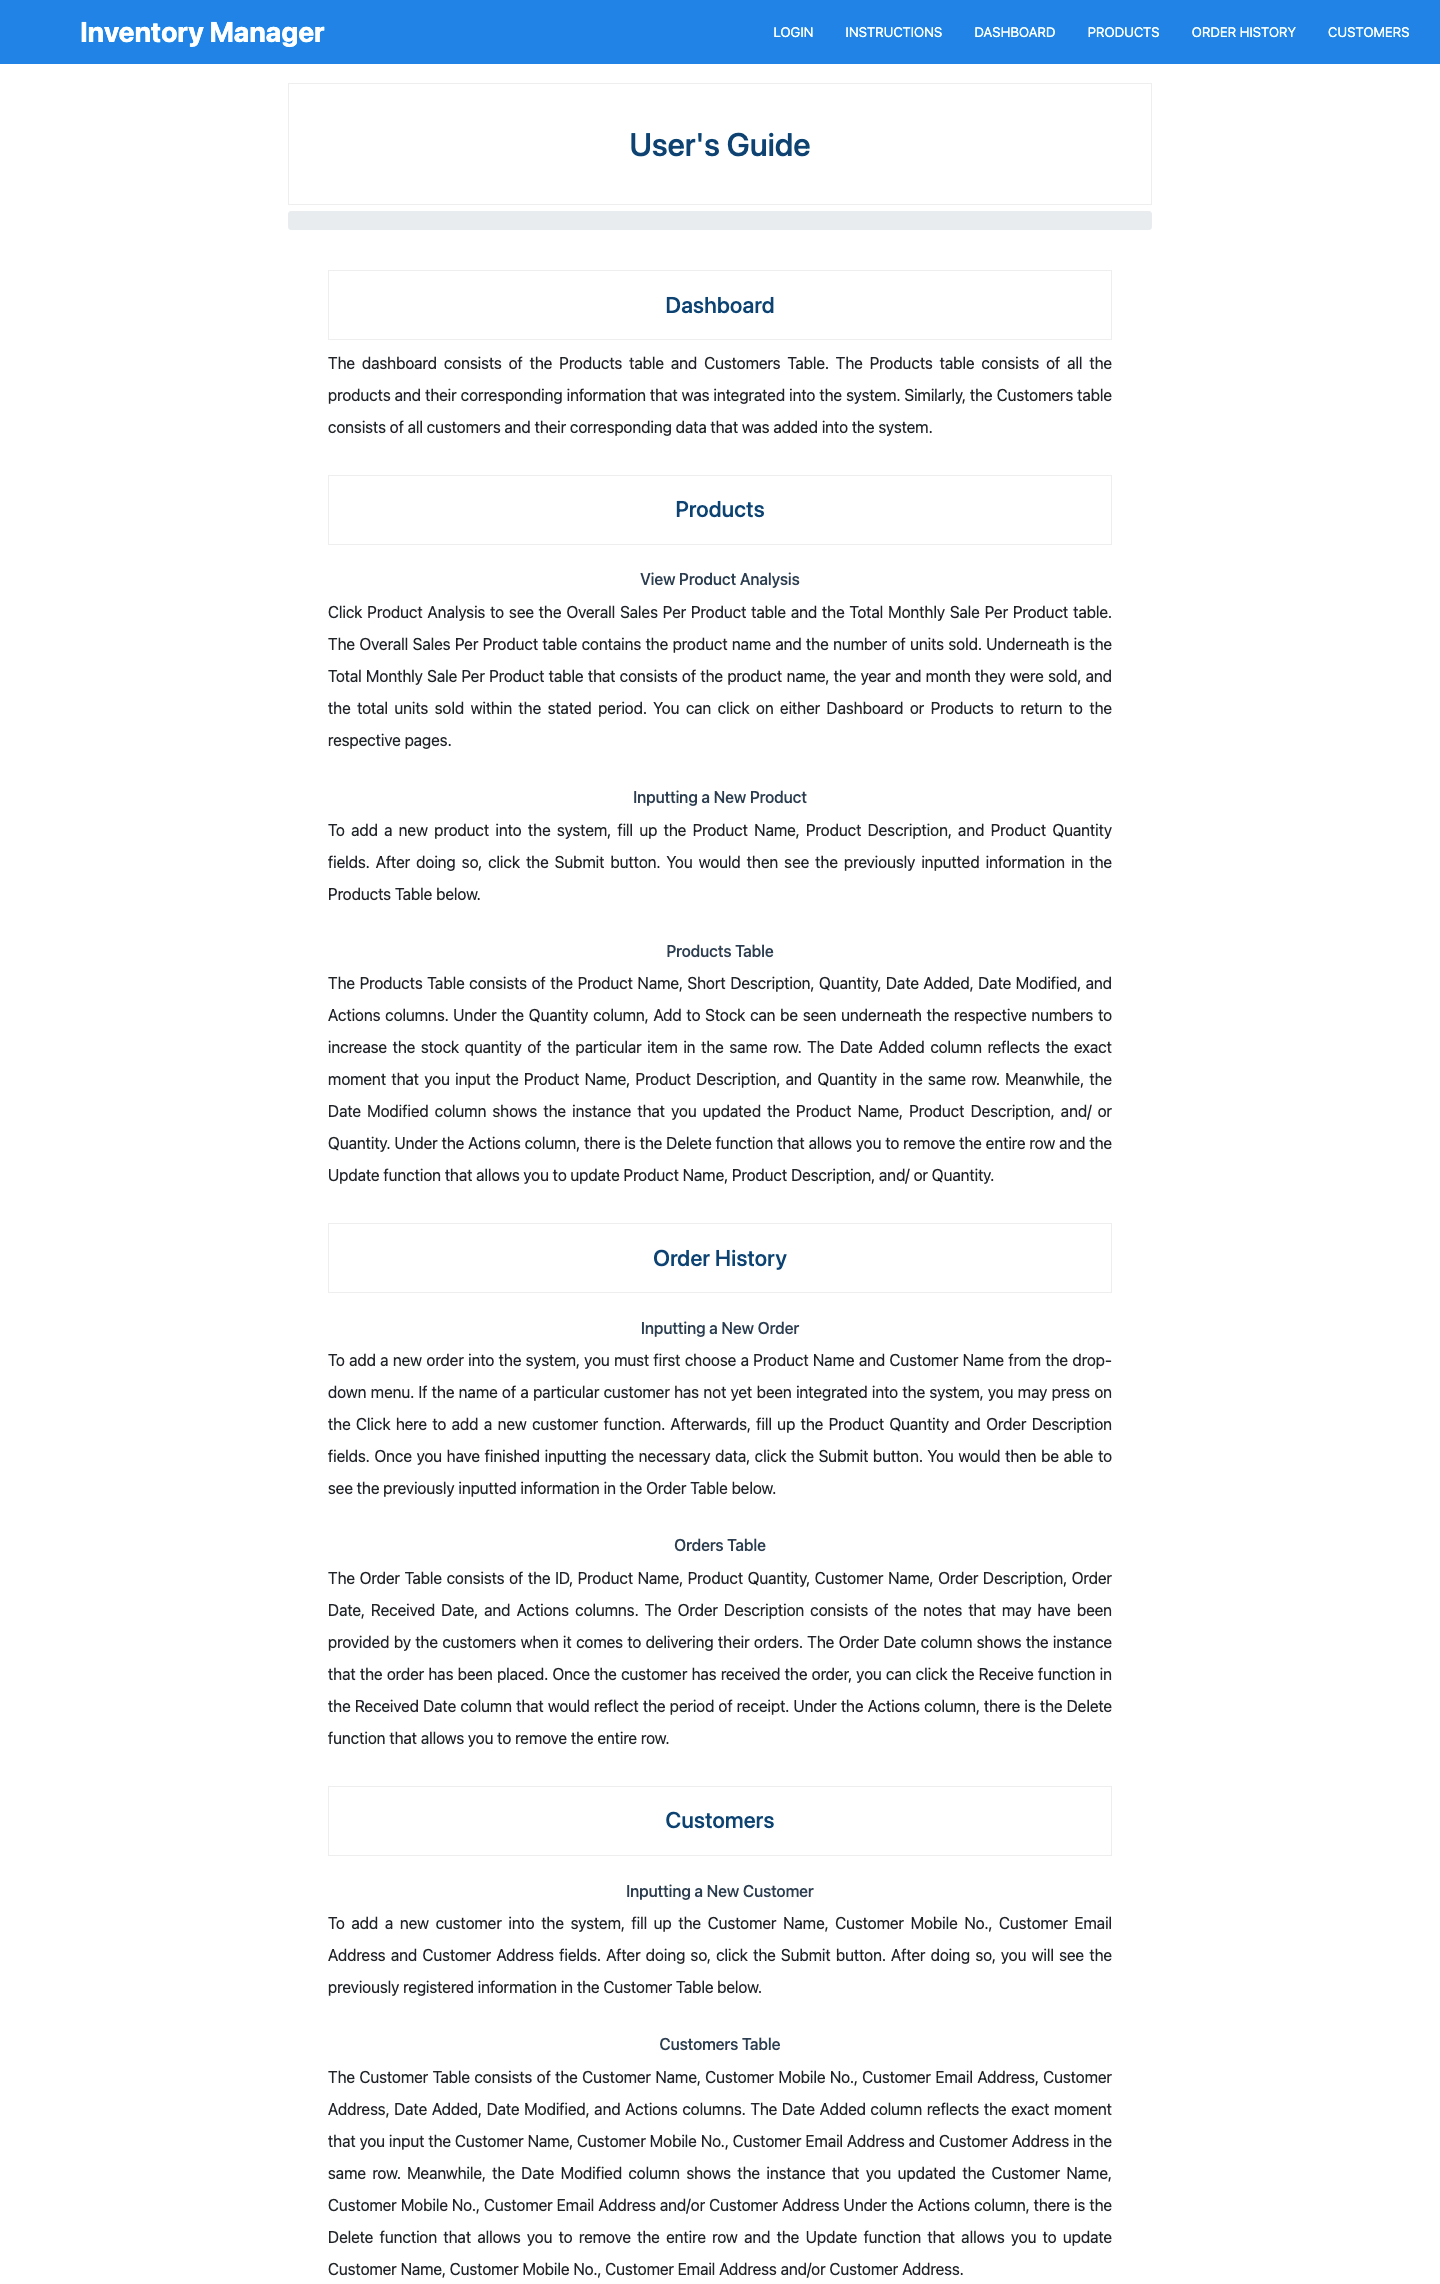 Inventory Manager
LOGIN INSTRUCTIONS DASHBOARD PRODUCTS ORDER HISTORY CUSTOMERS
User's Guide
Dashboard
The dashboard consists of the Products table and Customers Table. The Products table consists of all the
products and their corresponding information that was integrated into the system. Similarly, the Customers table
consists of all customers and their corresponding data that was added into the system.
Products
View Product Analysis
Click Product Analysis to see the Overall Sales Per Product table and the Total Monthly Sale Per Product table.
The Overall Sales Per Product table contains the product name and the number of units sold. Underneath is the
Total Monthly Sale Per Product table that consists of the product name, the year and month they were sold, and
the total units sold within the stated period. You can click on either Dashboard or Products to return to the
respective pages.
Inputting a New Product
To add a new product into the system, fill up the Product Name, Product Description, and Product Quantity
fields. After doing so, click the Submit button. You would then see the previously inputted information in the
Products Table below.
Products Table
The Products Table consists of the Product Name, Short Description, Quantity, Date Added, Date Modified, and
Actions columns. Under the Quantity column, Add to Stock can be seen underneath the respective numbers to
increase the stock quantity of the particular item in the same row. The Date Added column reflects the exact
moment that you input the Product Name, Product Description, and Quantity in the same row. Meanwhile, the
Date Modified column shows the instance that you updated the Product Name, Product Description, and/ or
Quantity. Under the Actions column, there is the Delete function that allows you to remove the entire row and the
Update function that allows you to update Product Name, Product Description, and/ or Quantity.
Order History
Inputting a New Order
To add a new order into the system, you must first choose a Product Name and Customer Name from the drop-
down menu. If the name of a particular customer has not yet been integrated into the system, you may press on
the Click here to add a new customer function. Afterwards, fill up the Product Quantity and Order Description
fields. Once you have finished inputting the necessary data, click the Submit button. You would then be able to
see the previously inputted information in the Order Table below.
Orders Table
The Order Table consists of the ID, Product Name, Product Quantity, Customer Name, Order Description, Order
Date, Received Date, and Actions columns. The Order Description consists of the notes that may have been
provided by the customers when it comes to delivering their orders. The Order Date column shows the instance
that the order has been placed. Once the customer has received the order, you can click the Receive function in
the Received Date column that would reflect the period of receipt. Under the Actions column, there is the Delete
function that allows you to remove the entire row.
Customers
Inputting a New Customer
To add a new customer into the system, fill up the Customer Name, Customer Mobile No., Customer Email
Address and Customer Address fields. After doing so, click the Submit button. After doing so, you will see the
previously registered information in the Customer Table below.
Customers Table
The Customer Table consists of the Customer Name, Customer Mobile No., Customer Email Address, Customer
Address, Date Added, Date Modified, and Actions columns. The Date Added column reflects the exact moment
that you input the Customer Name, Customer Mobile No., Customer Email Address and Customer Address in the
same row. Meanwhile, the Date Modified column shows the instance that you updated the Customer Name,
Customer Mobile No., Customer Email Address and/or Customer Address Under the Actions column, there is the
Delete function that allows you to remove the entire row and the Update function that allows you to update
Customer Name, Customer Mobile No., Customer Email Address and/or Customer Address.